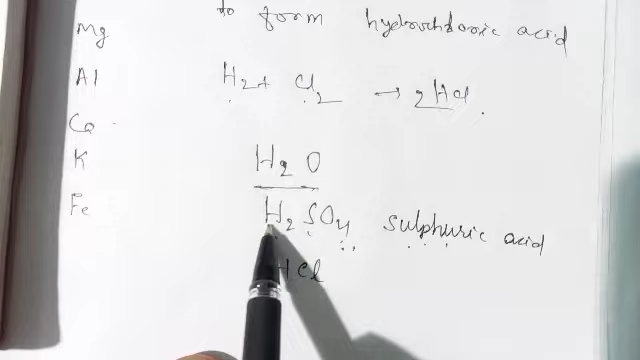 to form hydrochloric acid
Mg
Al
H2+ Cl2 → 2HCl.
Ca
K
H2O
Fe
H2SO4 sulphuric acid
HCl